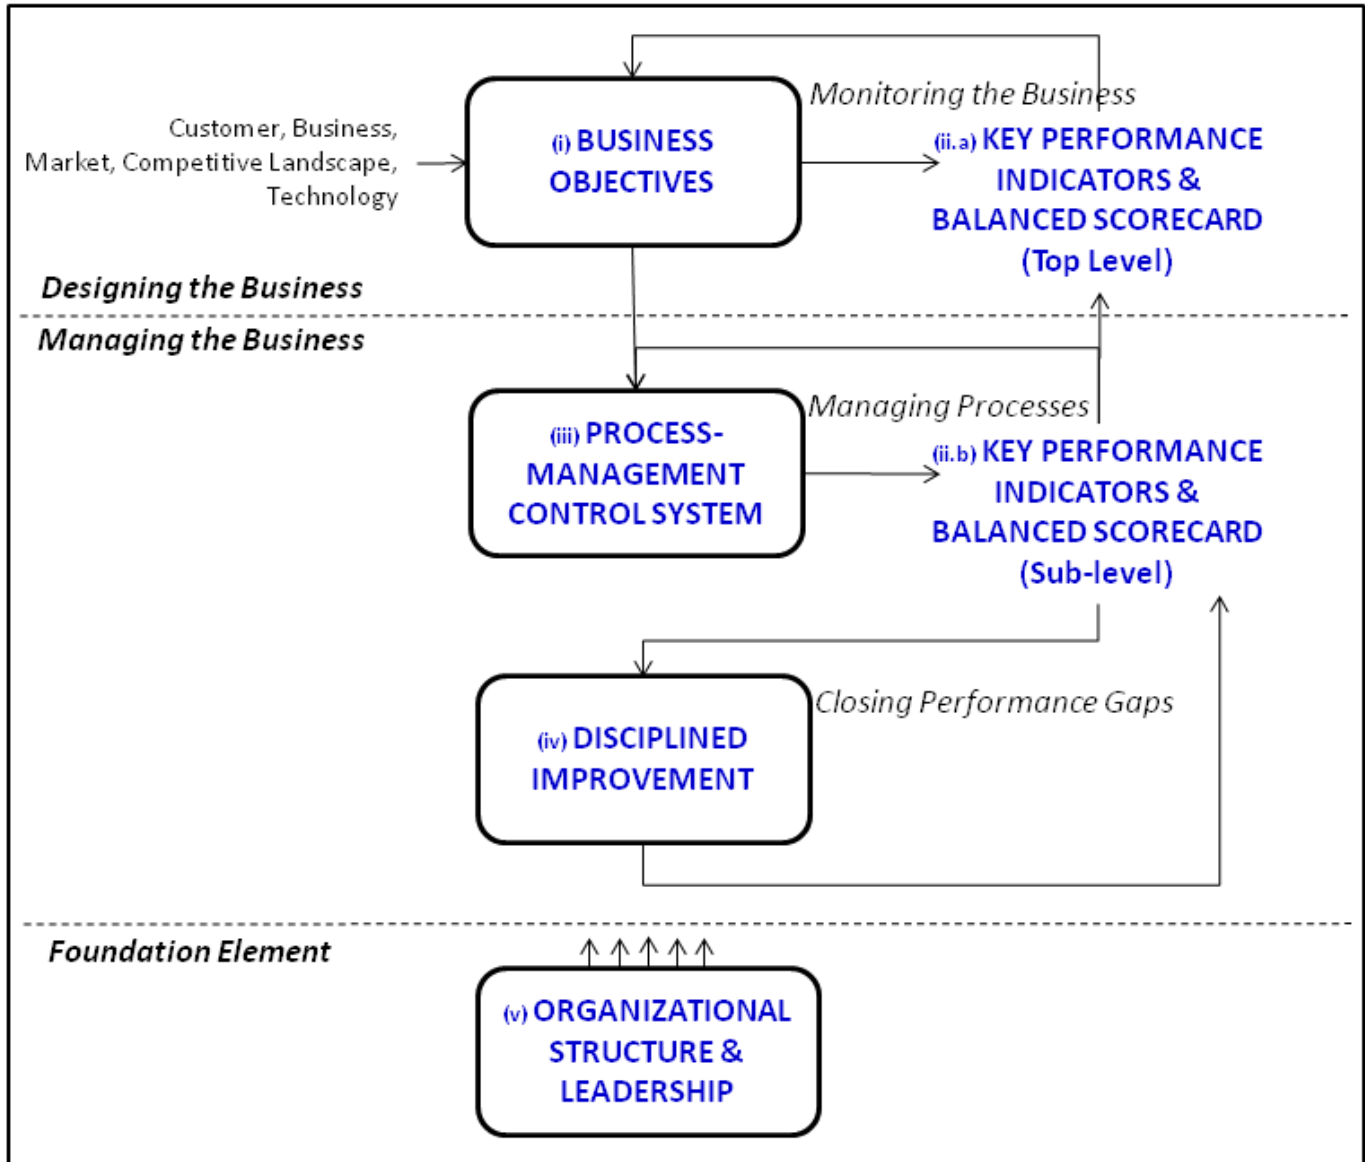 Monitoring the Business
Customer, Business,
Market, Competitive Landscape,
Technology
(i) BUSINESS
OBJECTIVES
(ii.a) KEY PERFORMANCE
INDICATORS &
BALANCED SCORECARD
(Top Level)
Designing the Business
Managing the Business
Managing Processes
(iii) PROCESS-
MANAGEMENT
CONTROL SYSTEM
(ii.b) KEY PERFORMANCE
INDICATORS &
BALANCED SCORECARD
(Sub-level)
Closing Performance Gaps
(iv) DISCIPLINED
IMPROVEMENT
Foundation Element
(v) ORGANIZATIONAL
STRUCTURE &
LEADERSHIP